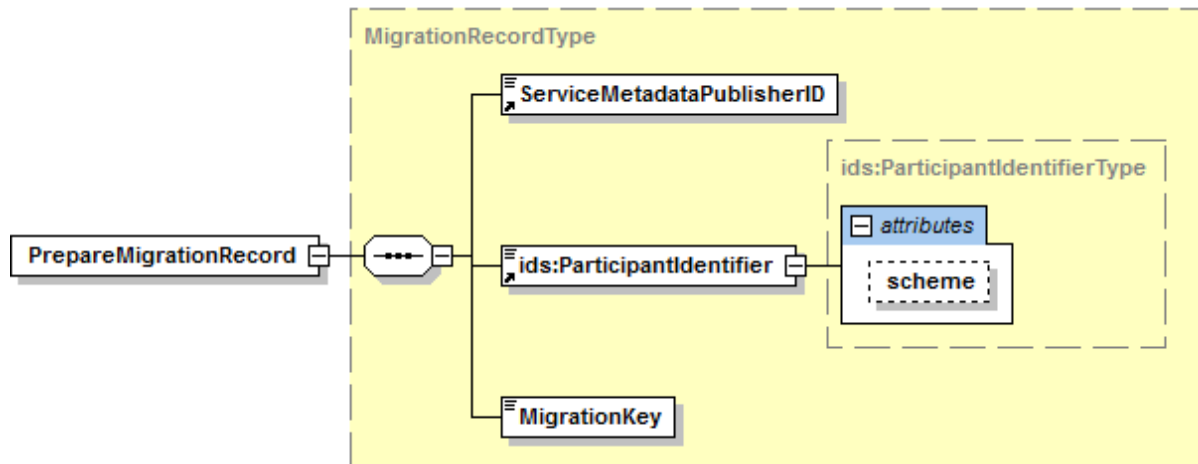 MigrationRecordType
ServiceMetadataPublisherID
ids:ParticipantIdentifierType
attributes
PrepareMigrationRecord
ids:ParticipantIdentifier
scheme
MigrationKey